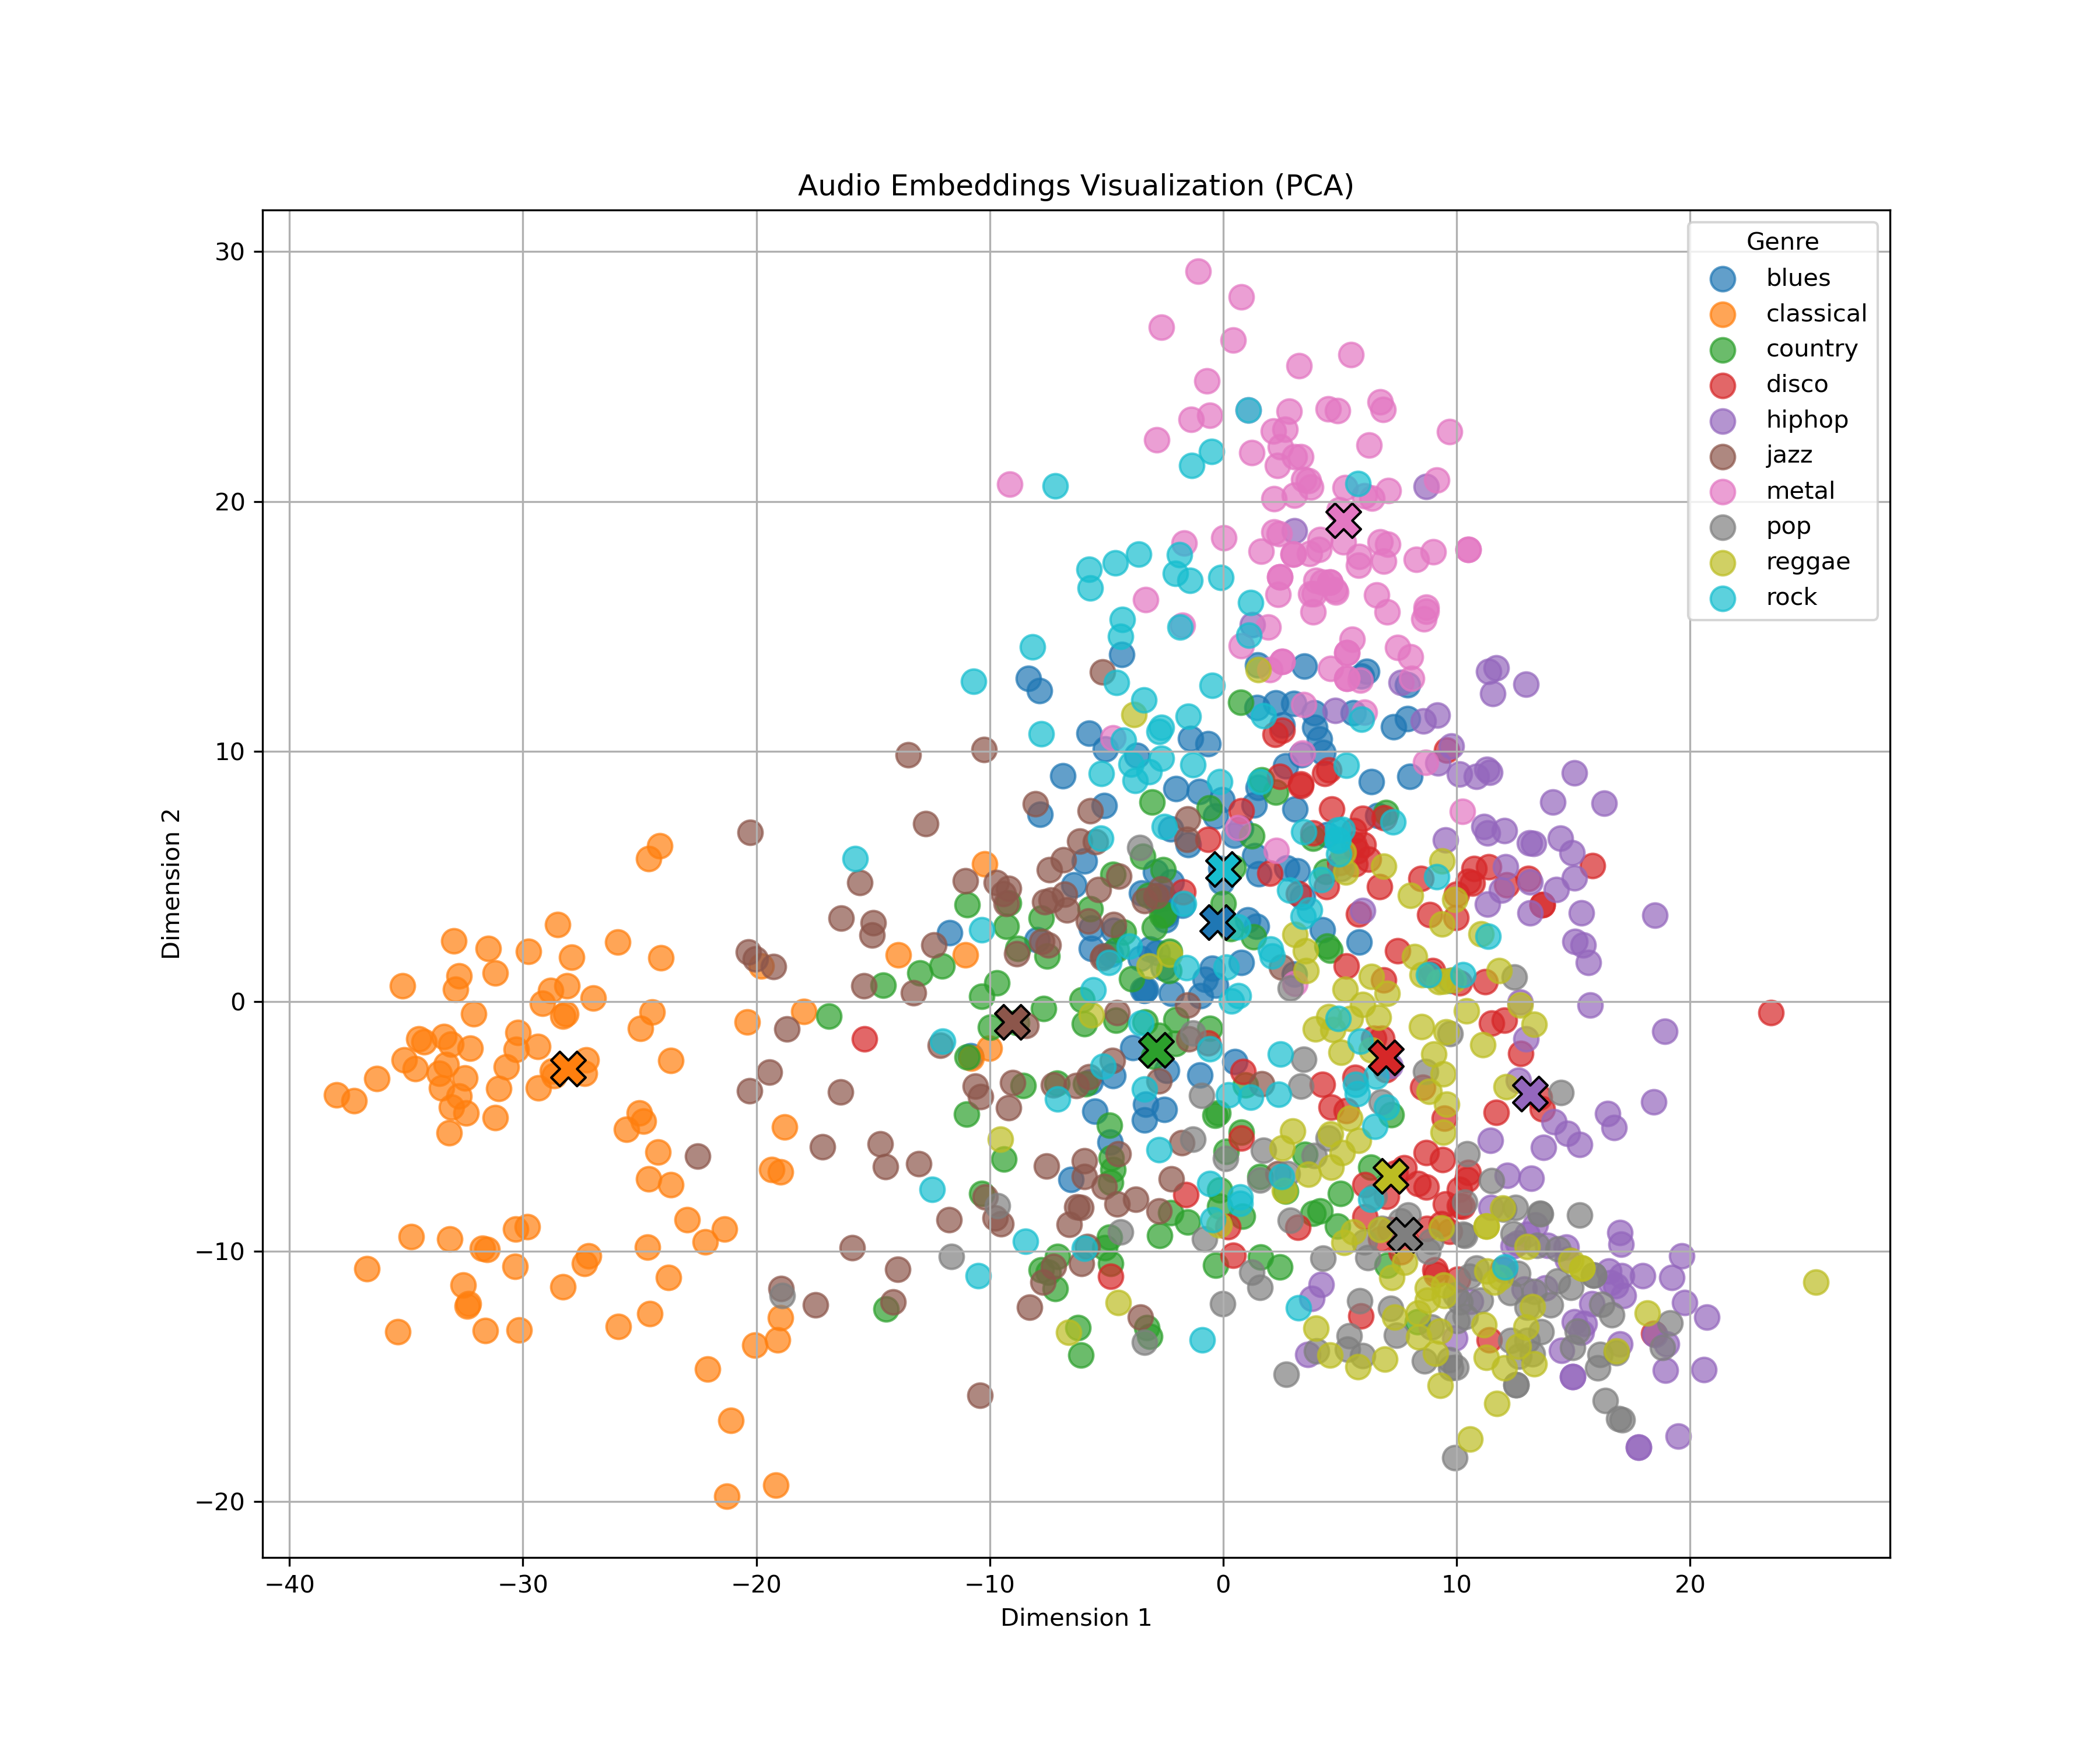 Audio Embeddings Visualization (PCA)
Genre
blues
classical
country
disco
hiphop
jazz
metal
pop
reggae
rock
30
20
10
0
−10
−20
Dimension 2
−40
−30
−20
−10
0
10
20
Dimension 1